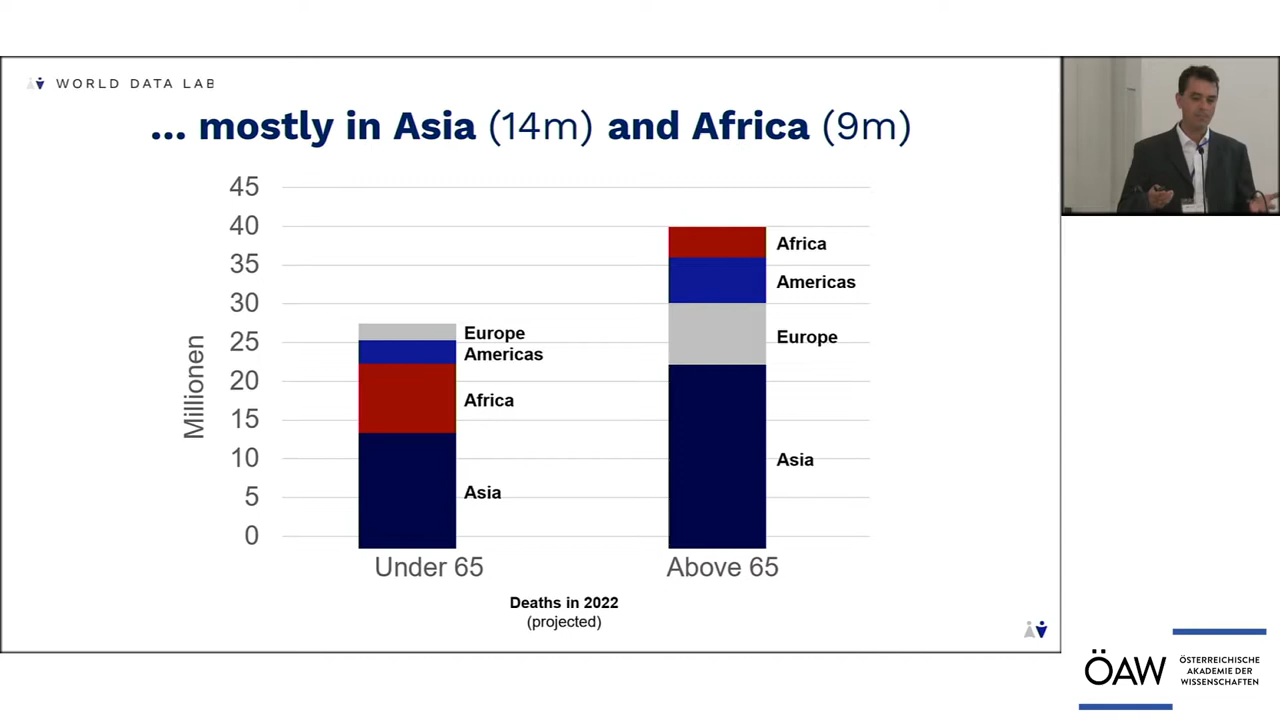 WORLD DATA LAB
... mostly in Asia (14m) and Africa (9m)
45
40
35
30
25
20
15
10
5
0
Millionen
Europe
Americas
Africa
Asia
Africa
Americas
Europe
Asia
Under 65
Above 65
Deaths in 2022
(projected)
ÖAW
ÖSTERREICHISCHE
AKADEMIE DER
WISSENSCHAFTEN